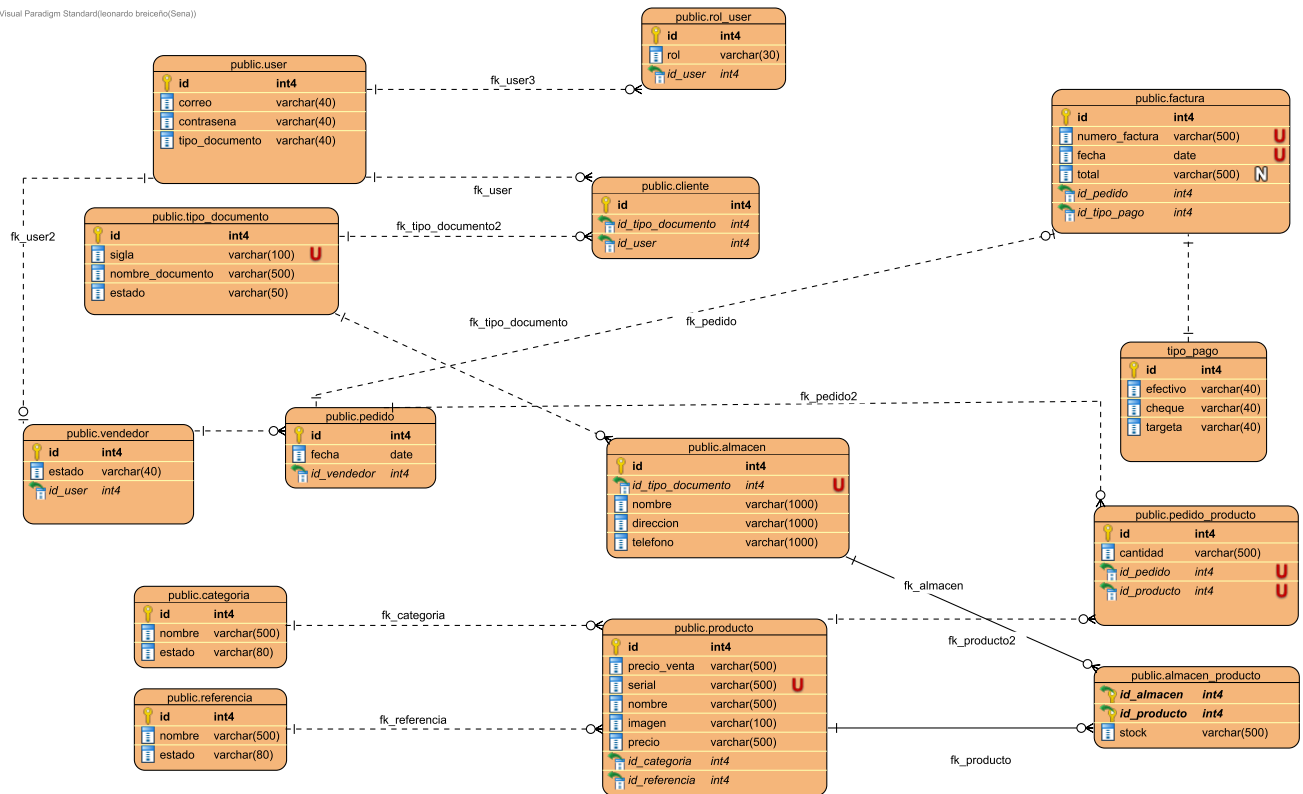 Visual Paradigm Standard(leonardo breiceño(Sena))
public.rol_user
id int4
rol varchar(30)
id_user int4
public.user
id int4
correo varchar(40)
contrasena varchar(40)
tipo_documento varchar(40)
fk_user3
public.factura
id int4
numero_factura varchar(500) U
fecha date U
total varchar(500) N
id_pedido int4
id_tipo_pago int4
fk_user
public.cliente
id int4
id_tipo_documento int4
id_user int4
fk_user2
public.tipo_documento
id int4
sigla varchar(100) U
nombre_documento varchar(500)
estado varchar(50)
fk_tipo_documento2
fk_tipo_documento
fk_pedido
tipo_pago
id int4
efectivo varchar(40)
cheque varchar(40)
targeta varchar(40)
fk_pedido2
public.vendedor
id int4
estado varchar(40)
id_user int4
public.pedido
id int4
fecha date
id_vendedor int4
public.almacen
id int4
id_tipo_documento int4 U
nombre varchar(1000)
direccion varchar(1000)
telefono varchar(1000)
public.pedido_producto
id int4
cantidad varchar(500)
id_pedido int4 U
id_producto int4 U
fk_almacen
public.categoria
id int4
nombre varchar(500)
estado varchar(80)
fk_categoria
public.producto
id int4
precio_venta varchar(500)
serial varchar(500) U
nombre varchar(500)
imagen varchar(100)
precio varchar(500)
id_categoria int4
id_referencia int4
fk_producto2
public.almacen_producto
id_almacen int4
id_producto int4
stock varchar(500)
public.referencia
id int4
nombre varchar(500)
estado varchar(80)
fk_referencia
fk_producto